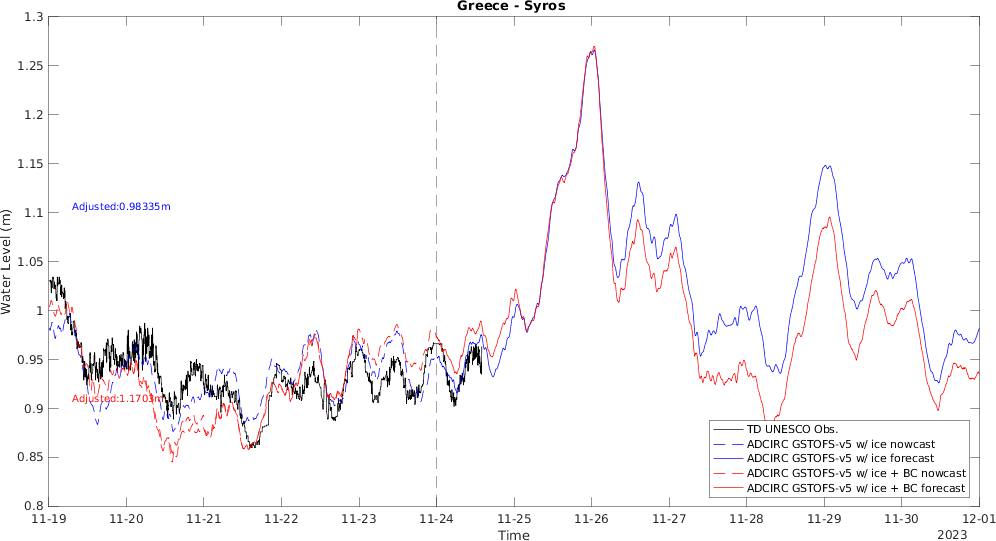 Greece - Syros
1.3
1.25
1.2
1.15
1.1
1.05
1
0.95
0.9
0.85
0.8
Water Level (m)
Adjusted:0.98335m
Adjusted:1.1703m
TD UNESCO Obs.
ADCIRC GSTOFS-v5 w/ ice nowcast
ADCIRC GSTOFS-v5 w/ ice forecast
ADCIRC GSTOFS-v5 w/ ice + BC nowcast
ADCIRC GSTOFS-v5 w/ ice + BC forecast
11-19 11-20 11-21 11-22 11-23 11-24 11-25 11-26 11-27 11-28 11-29 11-30 12-01
Time
2023